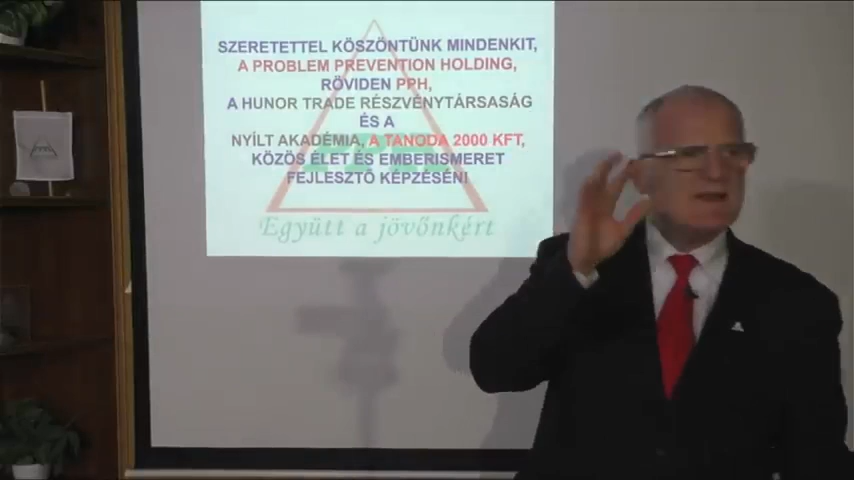 SZERETETTEL KÖSZÖNTÜNK MINDENKIT,
A PROBLEM PREVENTION HOLDING,
RÖVIDEN PPH,
A HUNOR TRADE RÉSZVÉNYTÁRSASÁG
ÉS A
NYÍLT AKADÉMIA, A TANODA 2000 KFT,
KÖZÖS ÉLET ÉS EMBERISMERET
FEJLESZTŐ KÉPZÉSÉN!
PPH
Együtt a jövőnkért